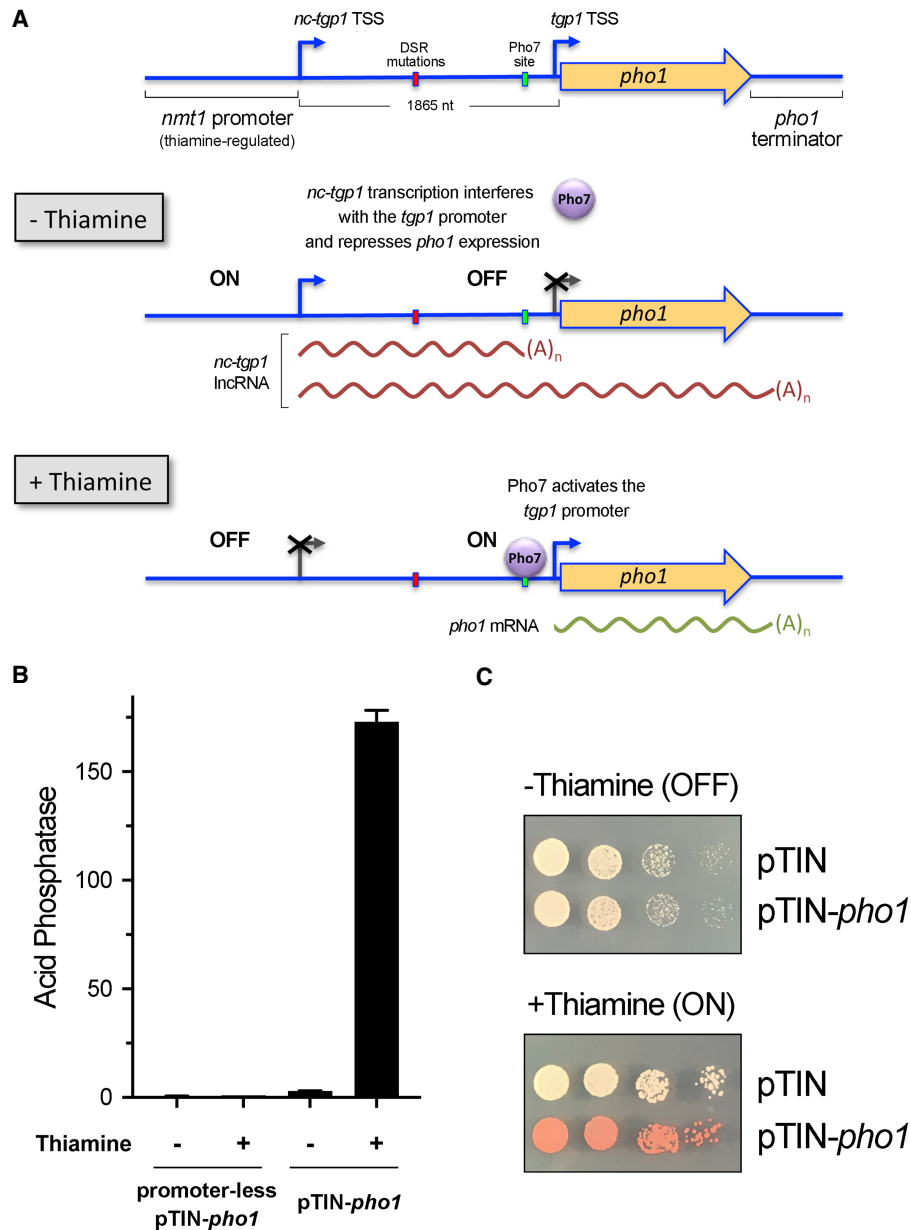 A
nc-tgp1 TSS
tgp1 TSS
DSR
mutations
Pho7
site
pho1
1865 nt
nmt1 promoter
(thiamine-regulated)
pho1
terminator
- Thiamine
nc-tgp1 transcription interferes
with the tgp1 promoter
and represses pho1 expression
Pho7
ON
OFF
pho1
nc-tgp1
lncRNA
(A)n
(A)n
+ Thiamine
Pho7 activates the
tgp1 promoter
OFF
ON
Pho7
pho1
pho1 mRNA
(A)n
B
Acid Phosphatase
150
100
50
0
Thiamine - + - +
promoter-less
pTIN-pho1
pTIN-pho1
C
-Thiamine (OFF)
pTIN
pTIN-pho1
+Thiamine (ON)
pTIN
pTIN-pho1